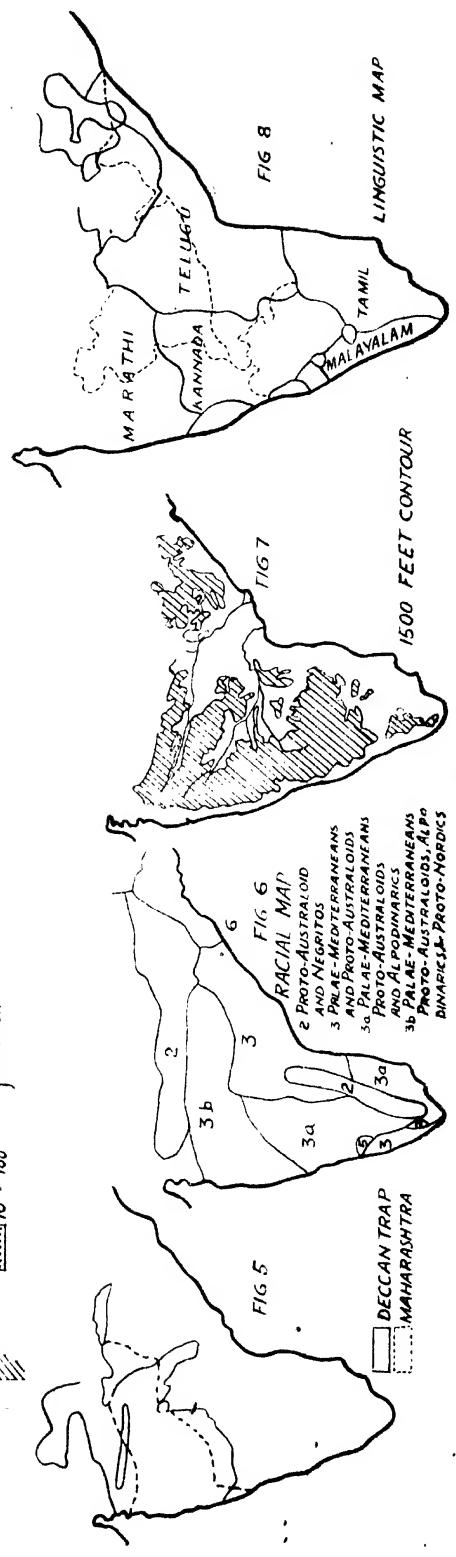 10 - 100
FIG 5
DECCAN TRAP
MAHARASHTRA
2
3b
3
6
3a
2
3a
5
3
FIG 6
RACIAL MAP
2 PROTO-AUSTRALOID
AND NEGRITOS
3 PALAE-MEDITERRANEANS
AND PROTO-AUSTRALOIDS
3a PALAE-MEDITERRANEANS
PROTO-AUSTRALOIDS
AND ALPODINARICS
3b PALAE-MEDITERRANEANS
PROTO-AUSTRALOIDS, ALPO
DINARICS & PROTO-NORDICS
FIG 7
1500 FEET CONTOUR
MARATHI
TELUGU
KANNADA
TAMIL
MALAYALAM
FIG 8
LINGUISTIC MAP